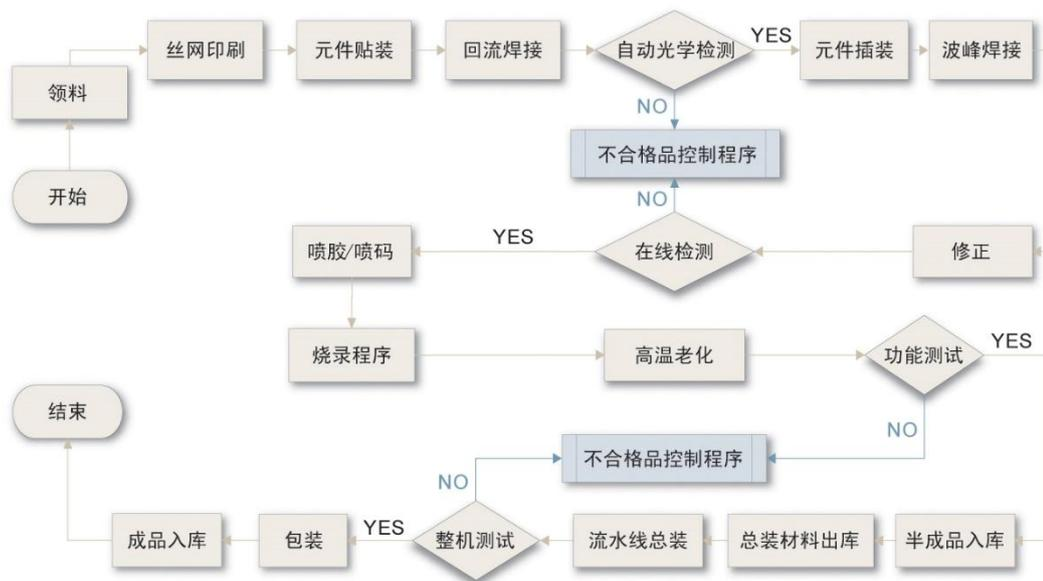 丝网印刷
元件贴装
回流焊接
自动光学检测
YES
元件插装
波峰焊接
领料
NO
不合格品控制程序
开始
NO
喷胶/喷码
YES
在线检测
修正
烧录程序
高温老化
功能测试
YES
结束
NO
不合格品控制程序
NO
成品入库
包装
YES
整机测试
流水线总装
总装材料出库
半成品入库